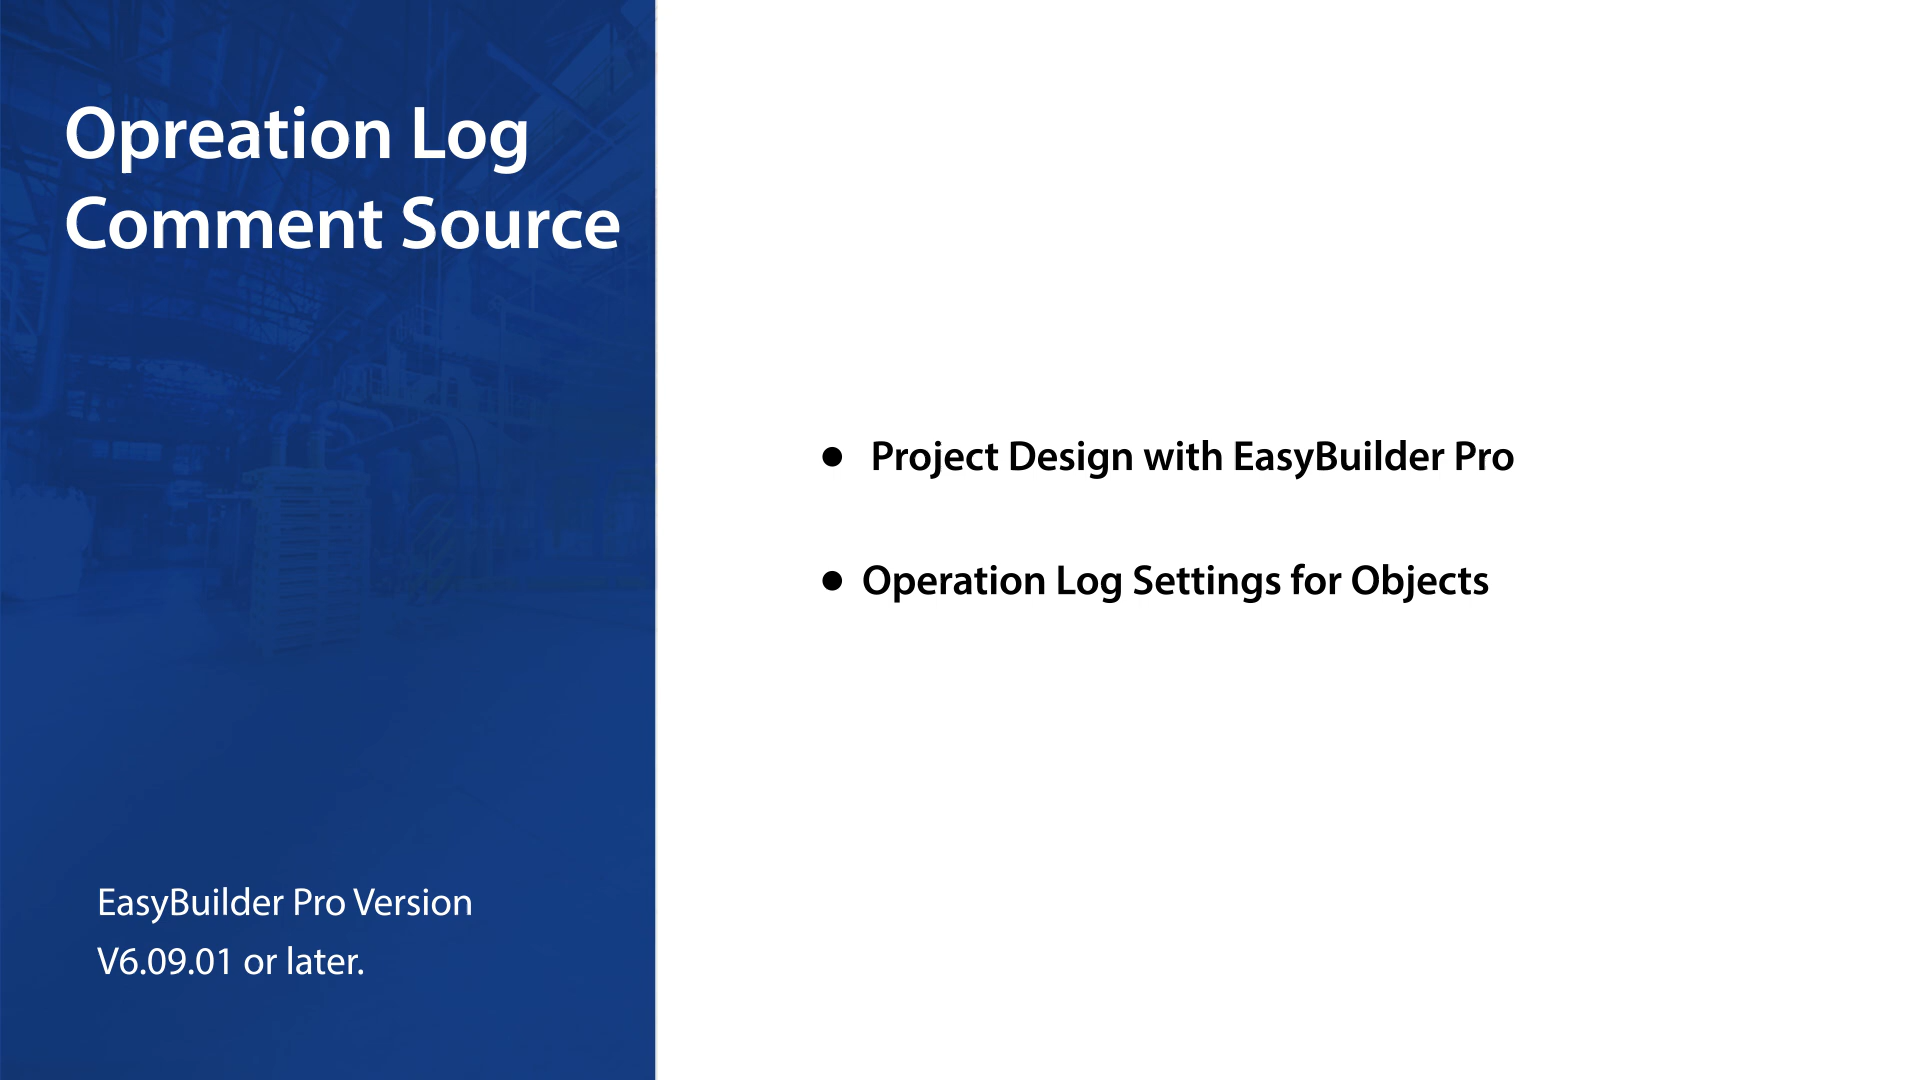 Opreation Log
Comment Source
● Project Design with EasyBuilder Pro
● Operation Log Settings for Objects
EasyBuilder Pro Version
V6.09.01 or later.